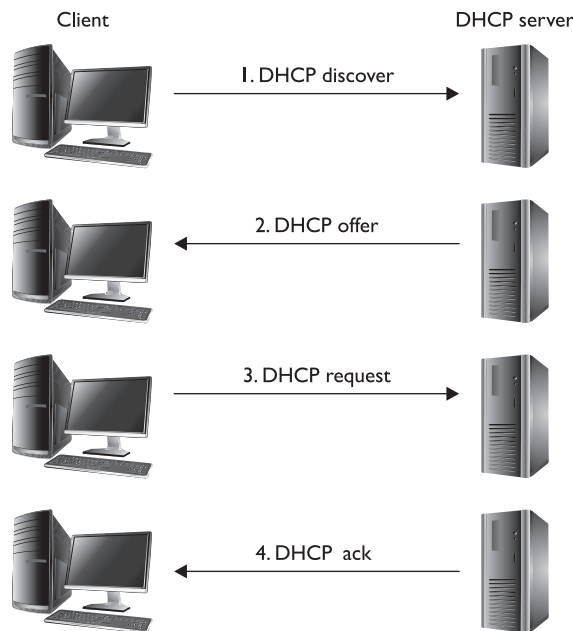 Client
DHCP server
1. DHCP discover
2. DHCP offer
3. DHCP request
4. DHCP ack